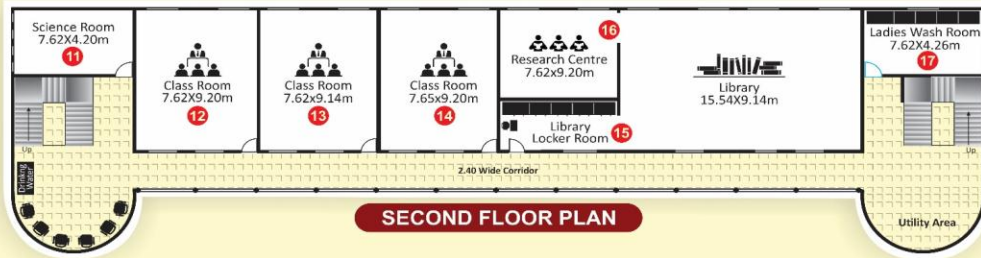 Science Room
7.62X4.20m
11
Class Room
7.62X9.20m
12
Class Room
7.62x9.14m
13
Class Room
7.65x9.20m
14
16
Research Centre
7.62x9.20m
Library
Locker Room
15
Library
15.54X9.14m
Ladies Wash Room
7.62X4.26m
17
Up
Up
Drinking
Water
2.40 Wide Corridor
Utility Area
SECOND FLOOR PLAN